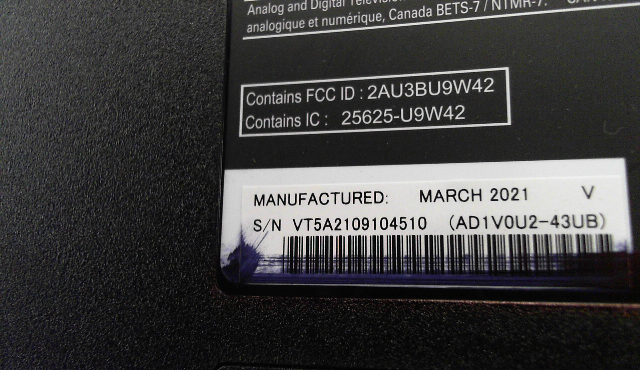 Analog and Digital Television
analogique et numérique, Canada BETS-7 / NTMR-7.
Contains FCC ID : 2AU3BU9W42
Contains IC : 25625-U9W42
MANUFACTURED: MARCH 2021 V
S/N VT5A2109104510 (AD1V0U2-43UB)